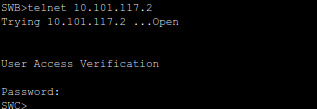 SWB>telnet 10.101.117.2
Trying 10.101.117.2 ...Open
User Access Verification
Password:
SWC>